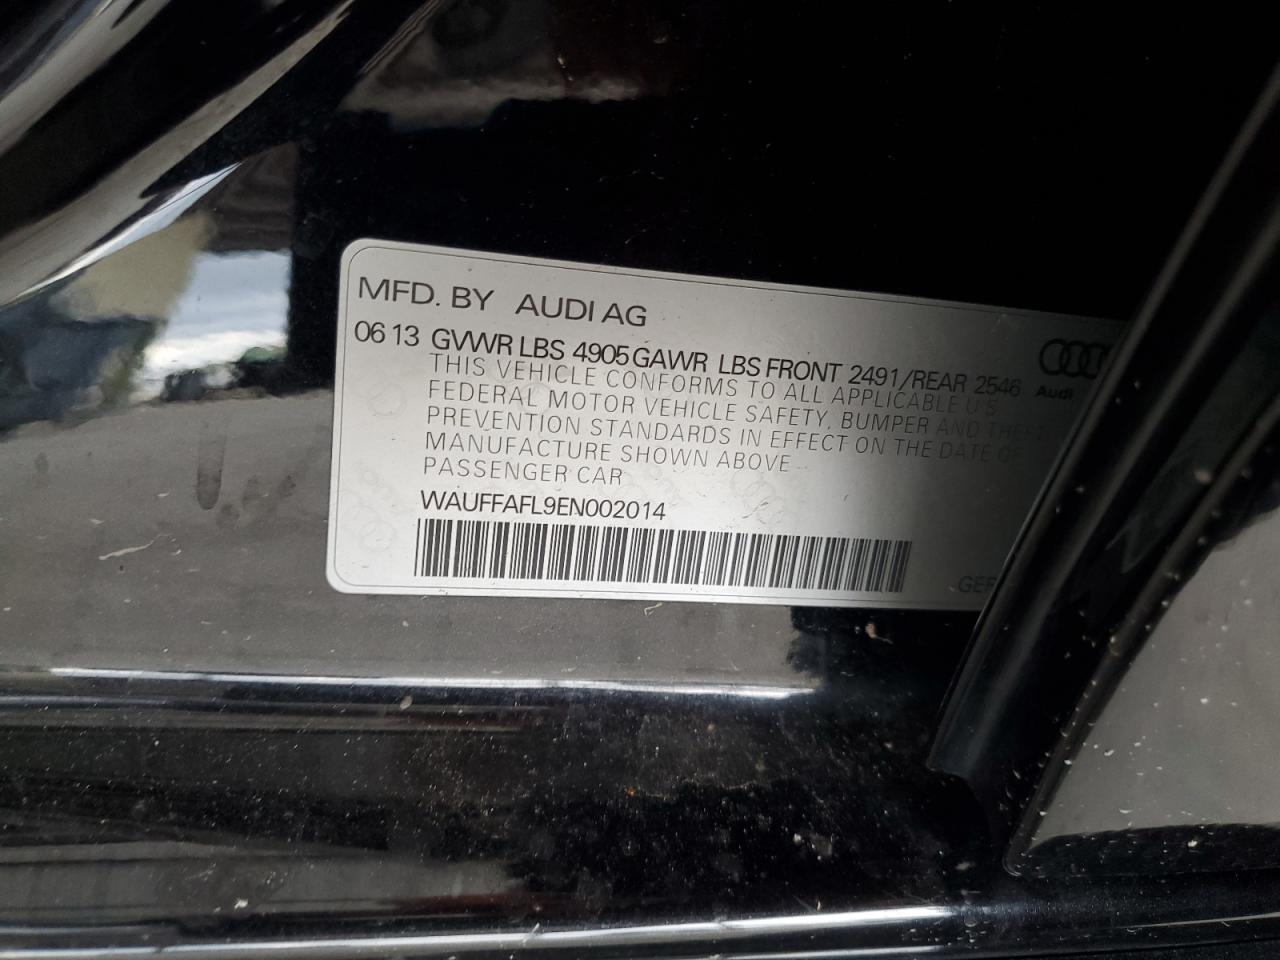 MFD. BY AUDI AG
06 13 GVWR LBS 4905 GAWR LBS FRONT 2491/REAR 2546
Audi
THIS VEHICLE CONFORMS TO ALL APPLICABLE U S
FEDERAL MOTOR VEHICLE SAFETY, BUMPER AND THEFT
PREVENTION STANDARDS IN EFFECT ON THE DATE OF
MANUFACTURE SHOWN ABOVE
PASSENGER CAR
WAUFFAFL9EN002014